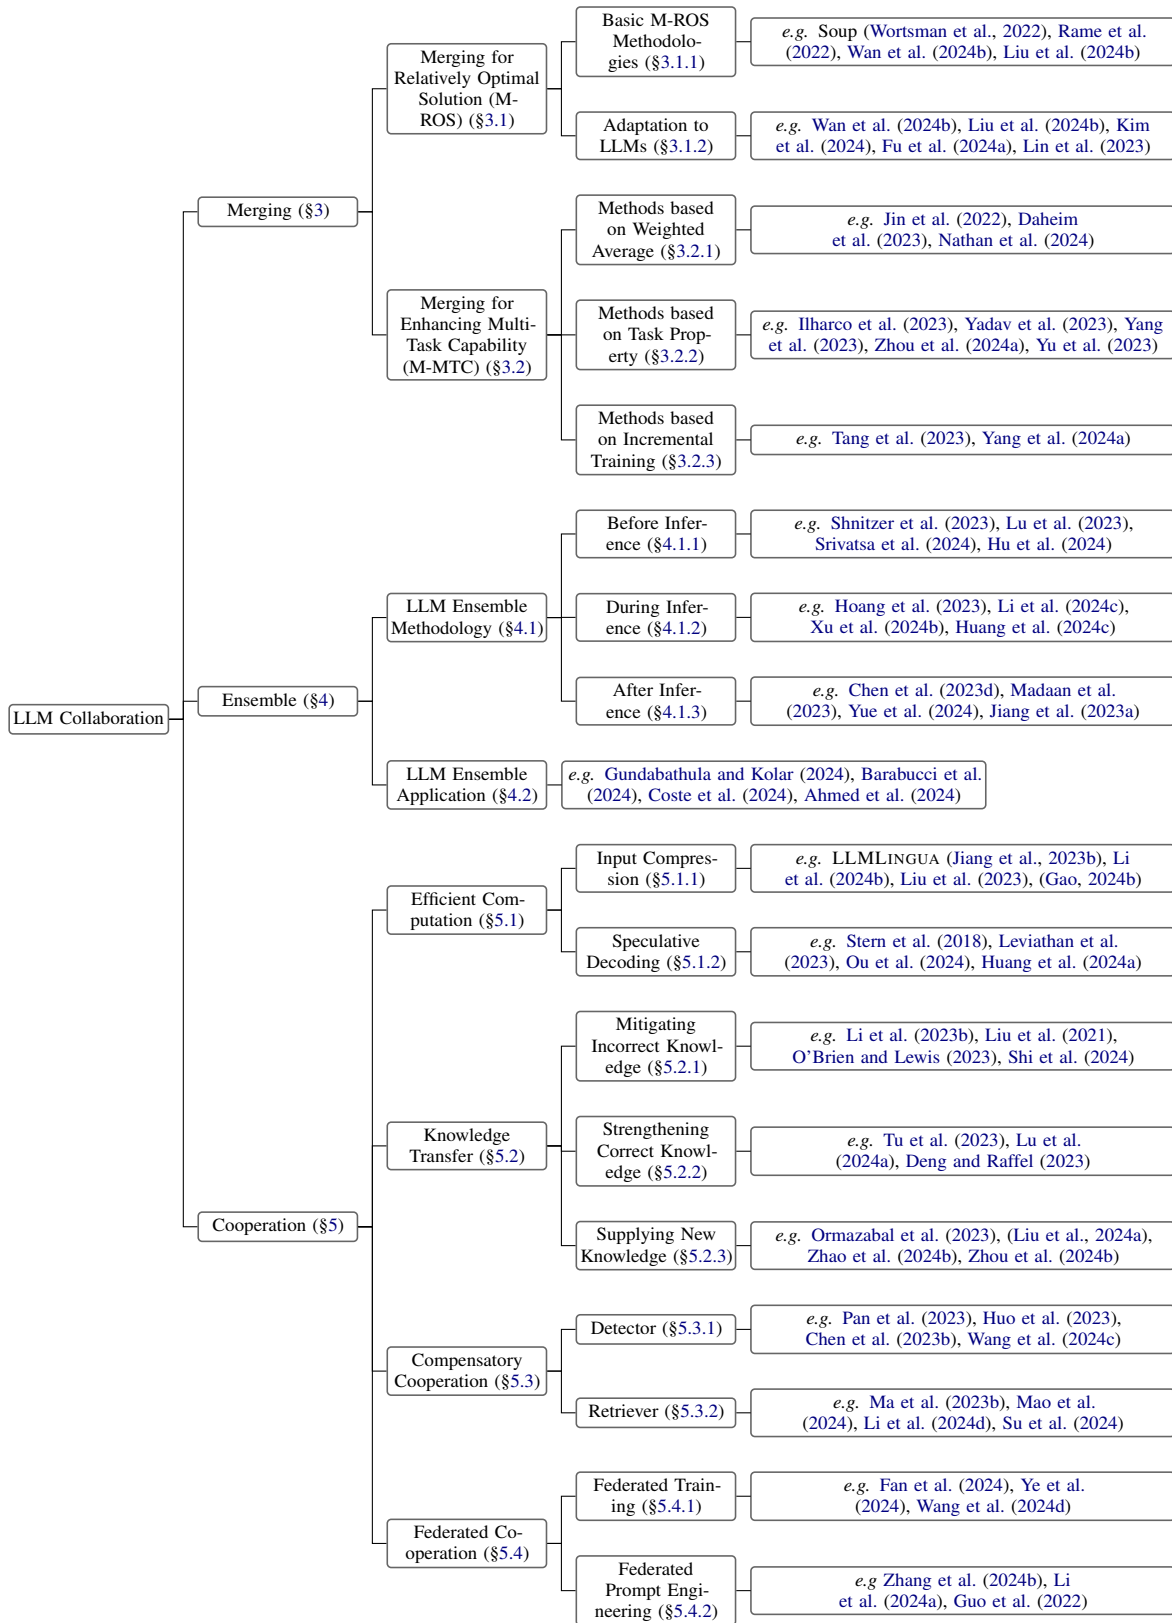 Basic M-ROS
Methodolo-
gies (§3.1.1)
e.g. Soup (Wortsman et al., 2022), Rame et al.
(2022), Wan et al. (2024b), Liu et al. (2024b)
Merging for
Relatively Optimal
Solution (M-
ROS) (§3.1)
Adaptation to
LLMs (§3.1.2)
e.g. Wan et al. (2024b), Liu et al. (2024b), Kim
et al. (2024), Fu et al. (2024a), Lin et al. (2023)
Merging (§3)
Methods based
on Weighted
Average (§3.2.1)
e.g. Jin et al. (2022), Daheim
et al. (2023), Nathan et al. (2024)
Merging for
Enhancing Multi-
Task Capability
(M-MTC) (§3.2)
Methods based
on Task Prop-
erty (§3.2.2)
e.g. Ilharco et al. (2023), Yadav et al. (2023), Yang
et al. (2023), Zhou et al. (2024a), Yu et al. (2023)
Methods based
on Incremental
Training (§3.2.3)
e.g. Tang et al. (2023), Yang et al. (2024a)
Before Infer-
ence (§4.1.1)
e.g. Shnitzer et al. (2023), Lu et al. (2023),
Srivatsa et al. (2024), Hu et al. (2024)
LLM Ensemble
Methodology (§4.1)
During Infer-
ence (§4.1.2)
e.g. Hoang et al. (2023), Li et al. (2024c),
Xu et al. (2024b), Huang et al. (2024c)
After Infer-
ence (§4.1.3)
e.g. Chen et al. (2023d), Madaan et al.
(2023), Yue et al. (2024), Jiang et al. (2023a)
LLM Collaboration
Ensemble (§4)
LLM Ensemble
Application (§4.2)
e.g. Gundabathula and Kolar (2024), Barabucci et al.
(2024), Coste et al. (2024), Ahmed et al. (2024)
Input Compres-
sion (§5.1.1)
e.g. LLMLINGUA (Jiang et al., 2023b), Li
et al. (2024b), Liu et al. (2023), (Gao, 2024b)
Efficient Com-
putation (§5.1)
Speculative
Decoding (§5.1.2)
e.g. Stern et al. (2018), Leviathan et al.
(2023), Ou et al. (2024), Huang et al. (2024a)
Mitigating
Incorrect Knowl-
edge (§5.2.1)
e.g. Li et al. (2023b), Liu et al. (2021),
O'Brien and Lewis (2023), Shi et al. (2024)
Knowledge
Transfer (§5.2)
Strengthening
Correct Knowl-
edge (§5.2.2)
e.g. Tu et al. (2023), Lu et al.
(2024a), Deng and Raffel (2023)
Cooperation (§5)
Supplying New
Knowledge (§5.2.3)
e.g. Ormazabal et al. (2023), (Liu et al., 2024a),
Zhao et al. (2024b), Zhou et al. (2024b)
Detector (§5.3.1)
e.g. Pan et al. (2023), Huo et al. (2023),
Chen et al. (2023b), Wang et al. (2024c)
Compensatory
Cooperation (§5.3)
Retriever (§5.3.2)
e.g. Ma et al. (2023b), Mao et al.
(2024), Li et al. (2024d), Su et al. (2024)
Federated Train-
ing (§5.4.1)
e.g. Fan et al. (2024), Ye et al.
(2024), Wang et al. (2024d)
Federated Co-
operation (§5.4)
Federated
Prompt Engi-
neering (§5.4.2)
e.g Zhang et al. (2024b), Li
et al. (2024a), Guo et al. (2022)